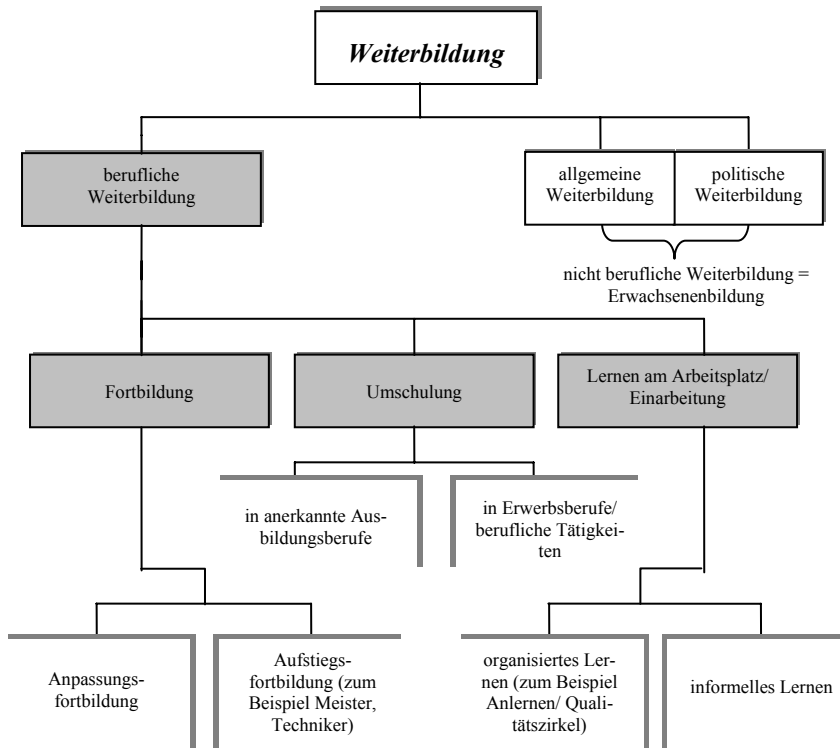 Weiterbildung
berufliche
Weiterbildung
allgemeine
Weiterbildung
politische
Weiterbildung
nicht berufliche Weiterbildung =
Erwachsenenbildung
Fortbildung
Umschulung
Lernen am Arbeitsplatz/
Einarbeitung
in anerkannte Aus-
bildungsberufe
in Erwerbsberufe/
berufliche Tätigkei-
ten
Anpassungs-
fortbildung
Aufstiegs-
fortbildung (zum
Beispiel Meister,
Techniker)
organisiertes Ler-
nen (zum Beispiel
Anlernen/ Quali-
tätszirkel)
informelles Lernen